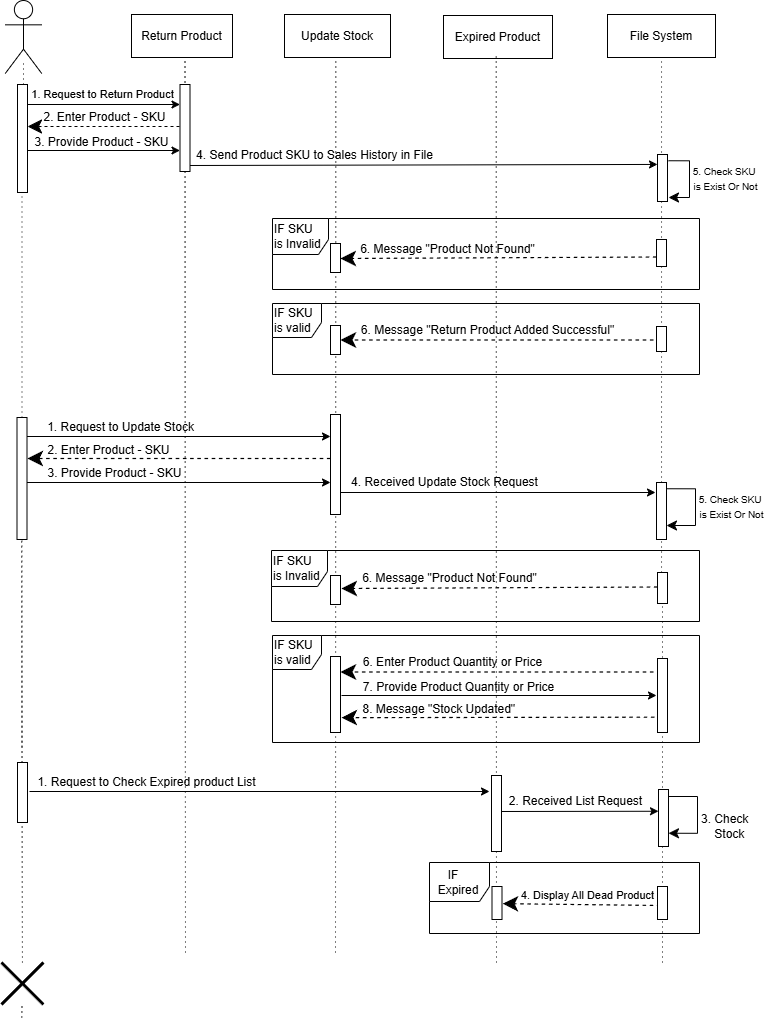 Return Product
Update Stock
Expired Product
File System
1. Request to Return Product
2. Enter Product - SKU
3. Provide Product - SKU
4. Send Product SKU to Sales History in File
5. Check SKU
is Exist Or Not
IF SKU
is Invalid
6. Message "Product Not Found"
IF SKU
is valid
6. Message "Return Product Added Successful"
1. Request to Update Stock
2. Enter Product - SKU
3. Provide Product - SKU
4. Received Update Stock Request
5. Check SKU
is Exist Or Not
IF SKU
is Invalid
6. Message "Product Not Found"
IF SKU
is valid
6. Enter Product Quantity or Price
7. Provide Product Quantity or Price
8. Message "Stock Updated"
1. Request to Check Expired product List
2. Received List Request
3. Check
Stock
IF
Expired
4. Display All Dead Product